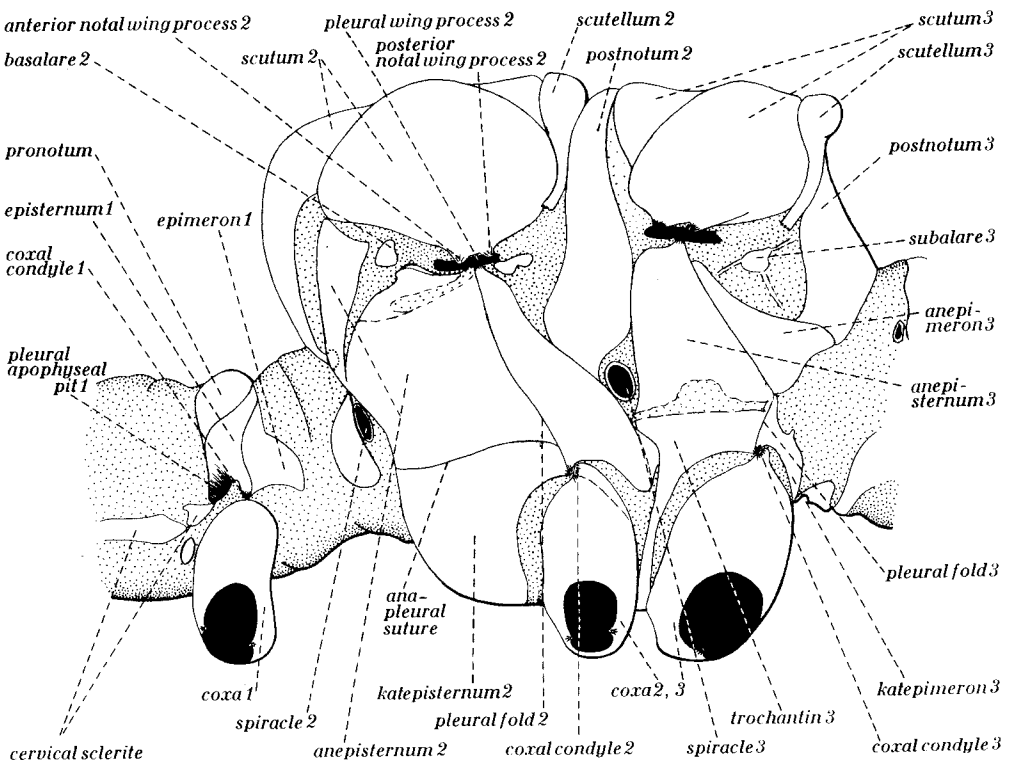 anterior notal wing process 2
pleural wing process 2
scutellum 2
scutum 3
basalare 2
scutum 2
posterior
notal wing process 2
postnotum 2
scutellum 3
pronotum
postnotum 3
episternum 1
epimeron 1
coxal
condyle 1
subalare 3
anepi-
meron 3
pleural
apophyseal
pit 1
anepi-
sternum 3
ana-
pleural
suture
pleural fold 3
coxa 1
katepisternum 2
coxa 2, 3
katepimeron 3
spiracle 2
pleural fold 2
trochantin 3
cervical sclerite
anepisternum 2
coxal condyle 2
spiracle 3
coxal condyle 3